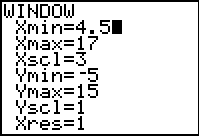 WINDOW
Xmin=4.5
Xmax=17
Xscl=3
Ymin=-5
Ymax=15
Yscl=1
Xres=1